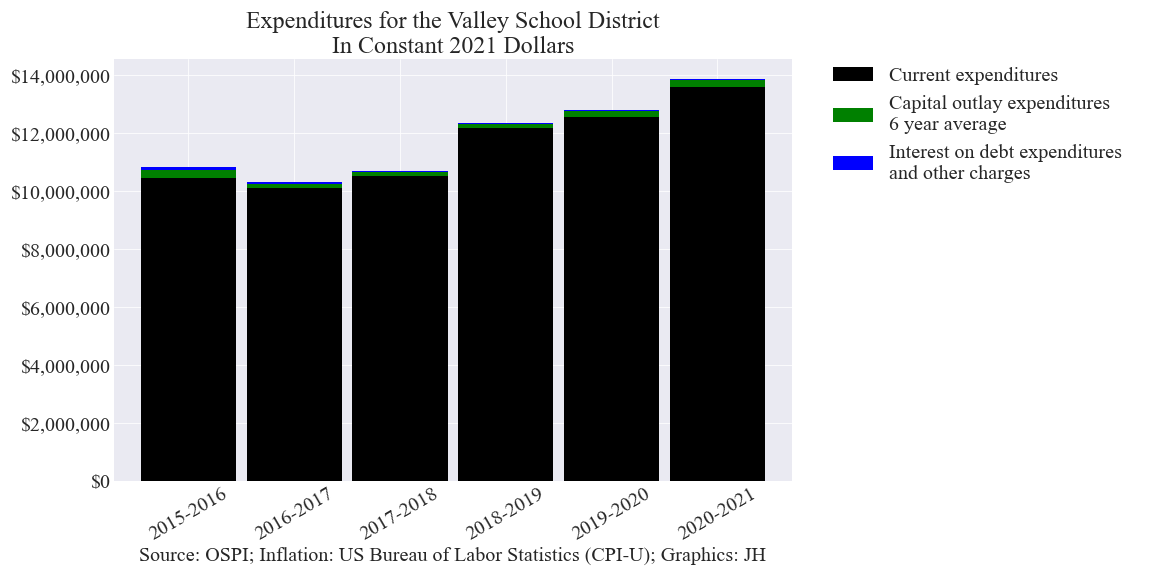 Expenditures for the Valley School District
In Constant 2021 Dollars
$14,000,000
$12,000,000
$10,000,000
$8,000,000
$6,000,000
$4,000,000
$2,000,000
$0
2015-2016
2016-2017
2017-2018
2018-2019
2019-2020
2020-2021
Source: OSPI; Inflation: US Bureau of Labor Statistics (CPI-U); Graphics: JH
Current expenditures
Capital outlay expenditures
6 year average
Interest on debt expenditures
and other charges